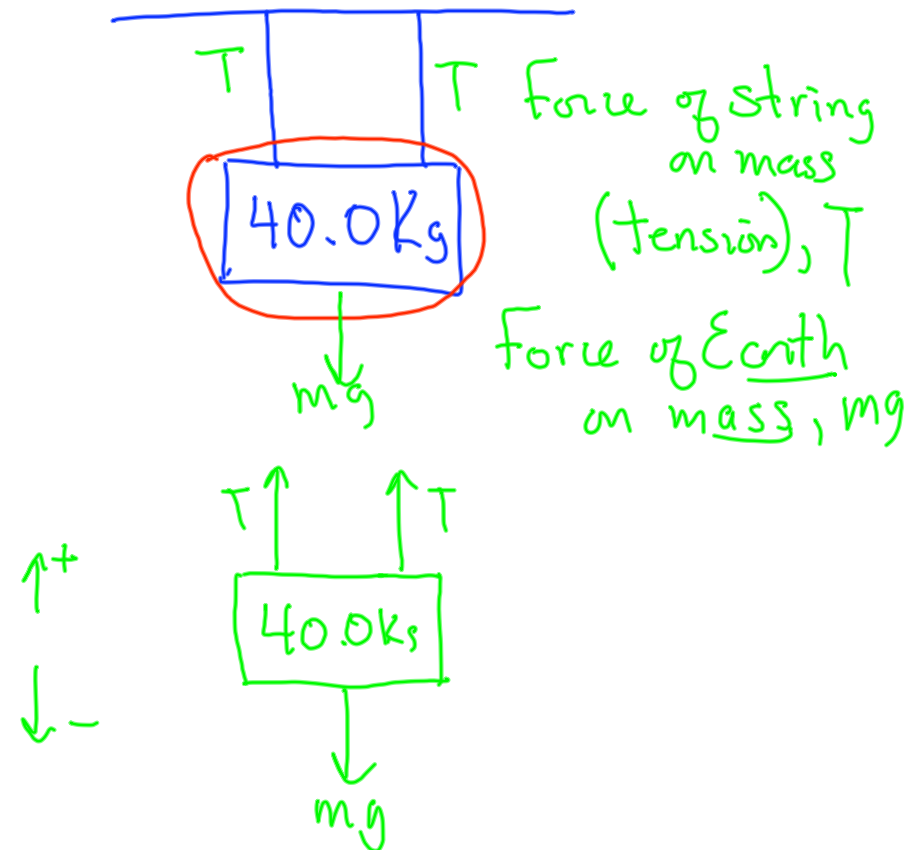 T
T
Force of string
on mass
40.0Kg
(tension), T
Force of Earth
on mass, mg
mg
T
T
+
40.0Kg
-
mg